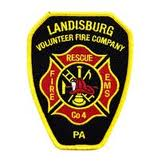 LANDISBURG
VOLUNTEER FIRE COMPANY
RESCUE
FIRE
EMS
Co 4
PA